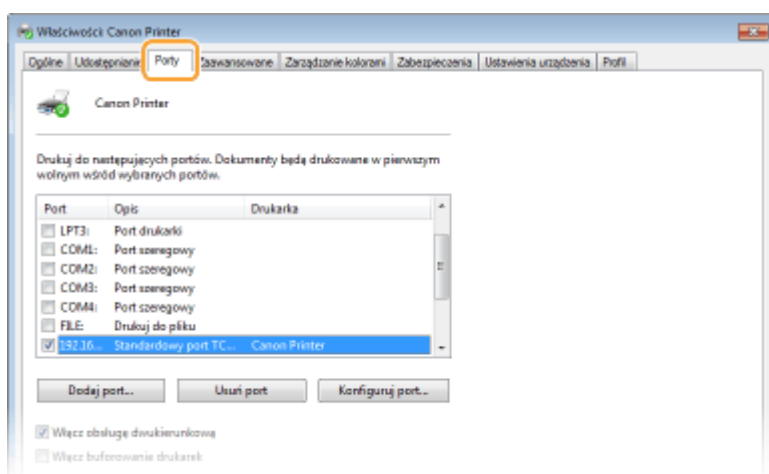 Właściwości: Canon Printer
Ogólne Udostępnianie Porty Zaawansowane Zarządzanie kolorami Zabezpieczenia Ustawienia urządzenia Profil
Canon Printer
Drukuj do następujących portów. Dokumenty będą drukowane w pierwszym
wolnym wśród wybranych portów.
Port Opis Drukarka
LPT3: Port drukarki
COM1: Port szeregowy
COM2: Port szeregowy
COM3: Port szeregowy
COM4: Port szeregowy
FILE: Drukuj do pliku
192.16... Standardowy port TC... Canon Printer
Dodaj port... Usuń port Konfiguruj port...
Włącz obsługę dwukierunkową
Włącz buforowanie drukarek